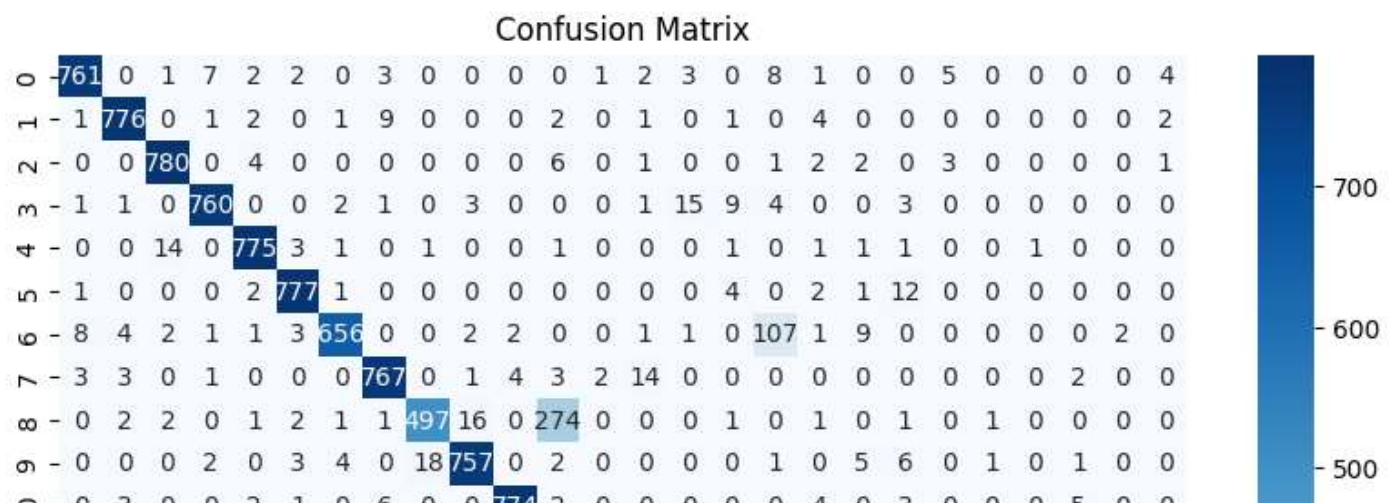 Confusion Matrix
0 761 0 1 7 2 2 0 3 0 0 0 0 1 2 3 0 8 1 0 0 5 0 0 0 0 4
1 1 776 0 1 2 0 1 9 0 0 0 2 0 1 0 1 0 4 0 0 0 0 0 0 0 2
2 0 0 780 0 4 0 0 0 0 0 0 6 0 1 0 0 1 2 2 0 3 0 0 0 0 1
3 1 1 0 760 0 0 2 1 0 3 0 0 0 1 15 9 4 0 0 3 0 0 0 0 0 0
700
4 0 0 14 0 775 3 1 0 1 0 0 1 0 0 0 1 0 1 1 1 0 0 1 0 0 0
5 1 0 0 0 2 777 1 0 0 0 0 0 0 0 0 4 0 2 1 12 0 0 0 0 0 0
6 8 4 2 1 1 3 656 0 0 2 2 0 0 1 1 0 107 1 9 0 0 0 0 0 2 0
600
7 3 3 0 1 0 0 0 767 0 1 4 3 2 14 0 0 0 0 0 0 0 0 0 2 0 0
8 0 2 2 0 1 2 1 1 497 16 0 274 0 0 0 1 0 1 0 1 0 1 0 0 0 0
9 0 0 0 2 0 3 4 0 18 757 0 2 0 0 0 0 1 0 5 6 0 1 0 1 0 0
500